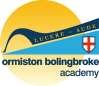 LUCERE ~ AUDE
ormiston bolingbroke
academy